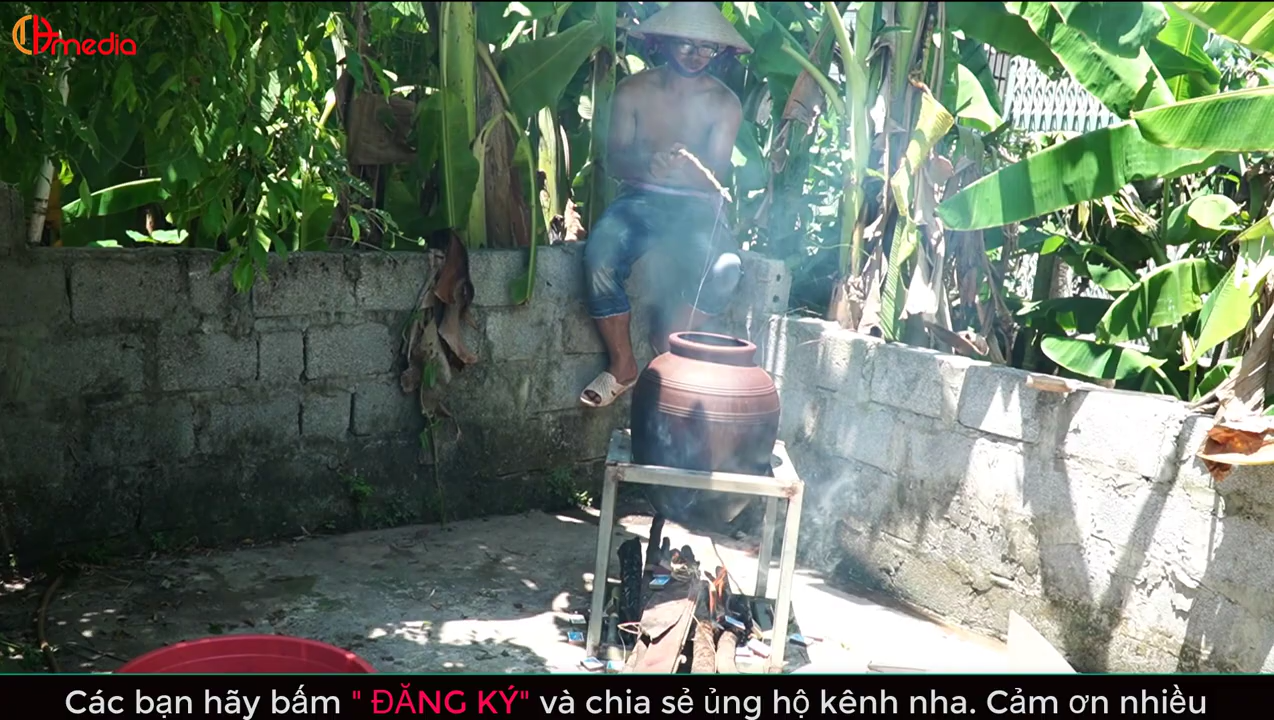 media
Các bạn hãy bấm " ĐĂNG KÝ" và chia sẻ ủng hộ kênh nha. Cảm ơn nhiều